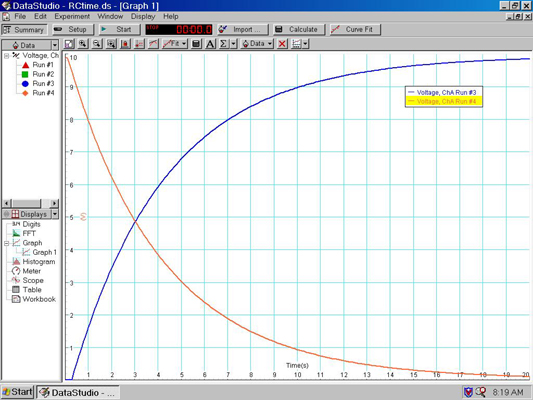 DataStudio - RCtime.ds - [Graph 1]
File Edit Experiment Window Display Help
Summary Setup Start 0000.0 Import ... Calculate Curve Fit
Data Fit A Σ Data
Voltage, Ch
Run #1
Run #2
Run #3
Run #4
Displays
Digits
FFT
Graph
Graph 1
Histogram
Meter
Scope
Table
Workbook
10
9
8
7
6
5
4
3
2
1
Voltage, ChA Run #3
Voltage, ChA Run #4
Time(s)
1 2 3 4 5 6 7 8 9 10 11 12 13 14 15 16 17 18 19 20
Start DataStudio - ... 8:19 AM